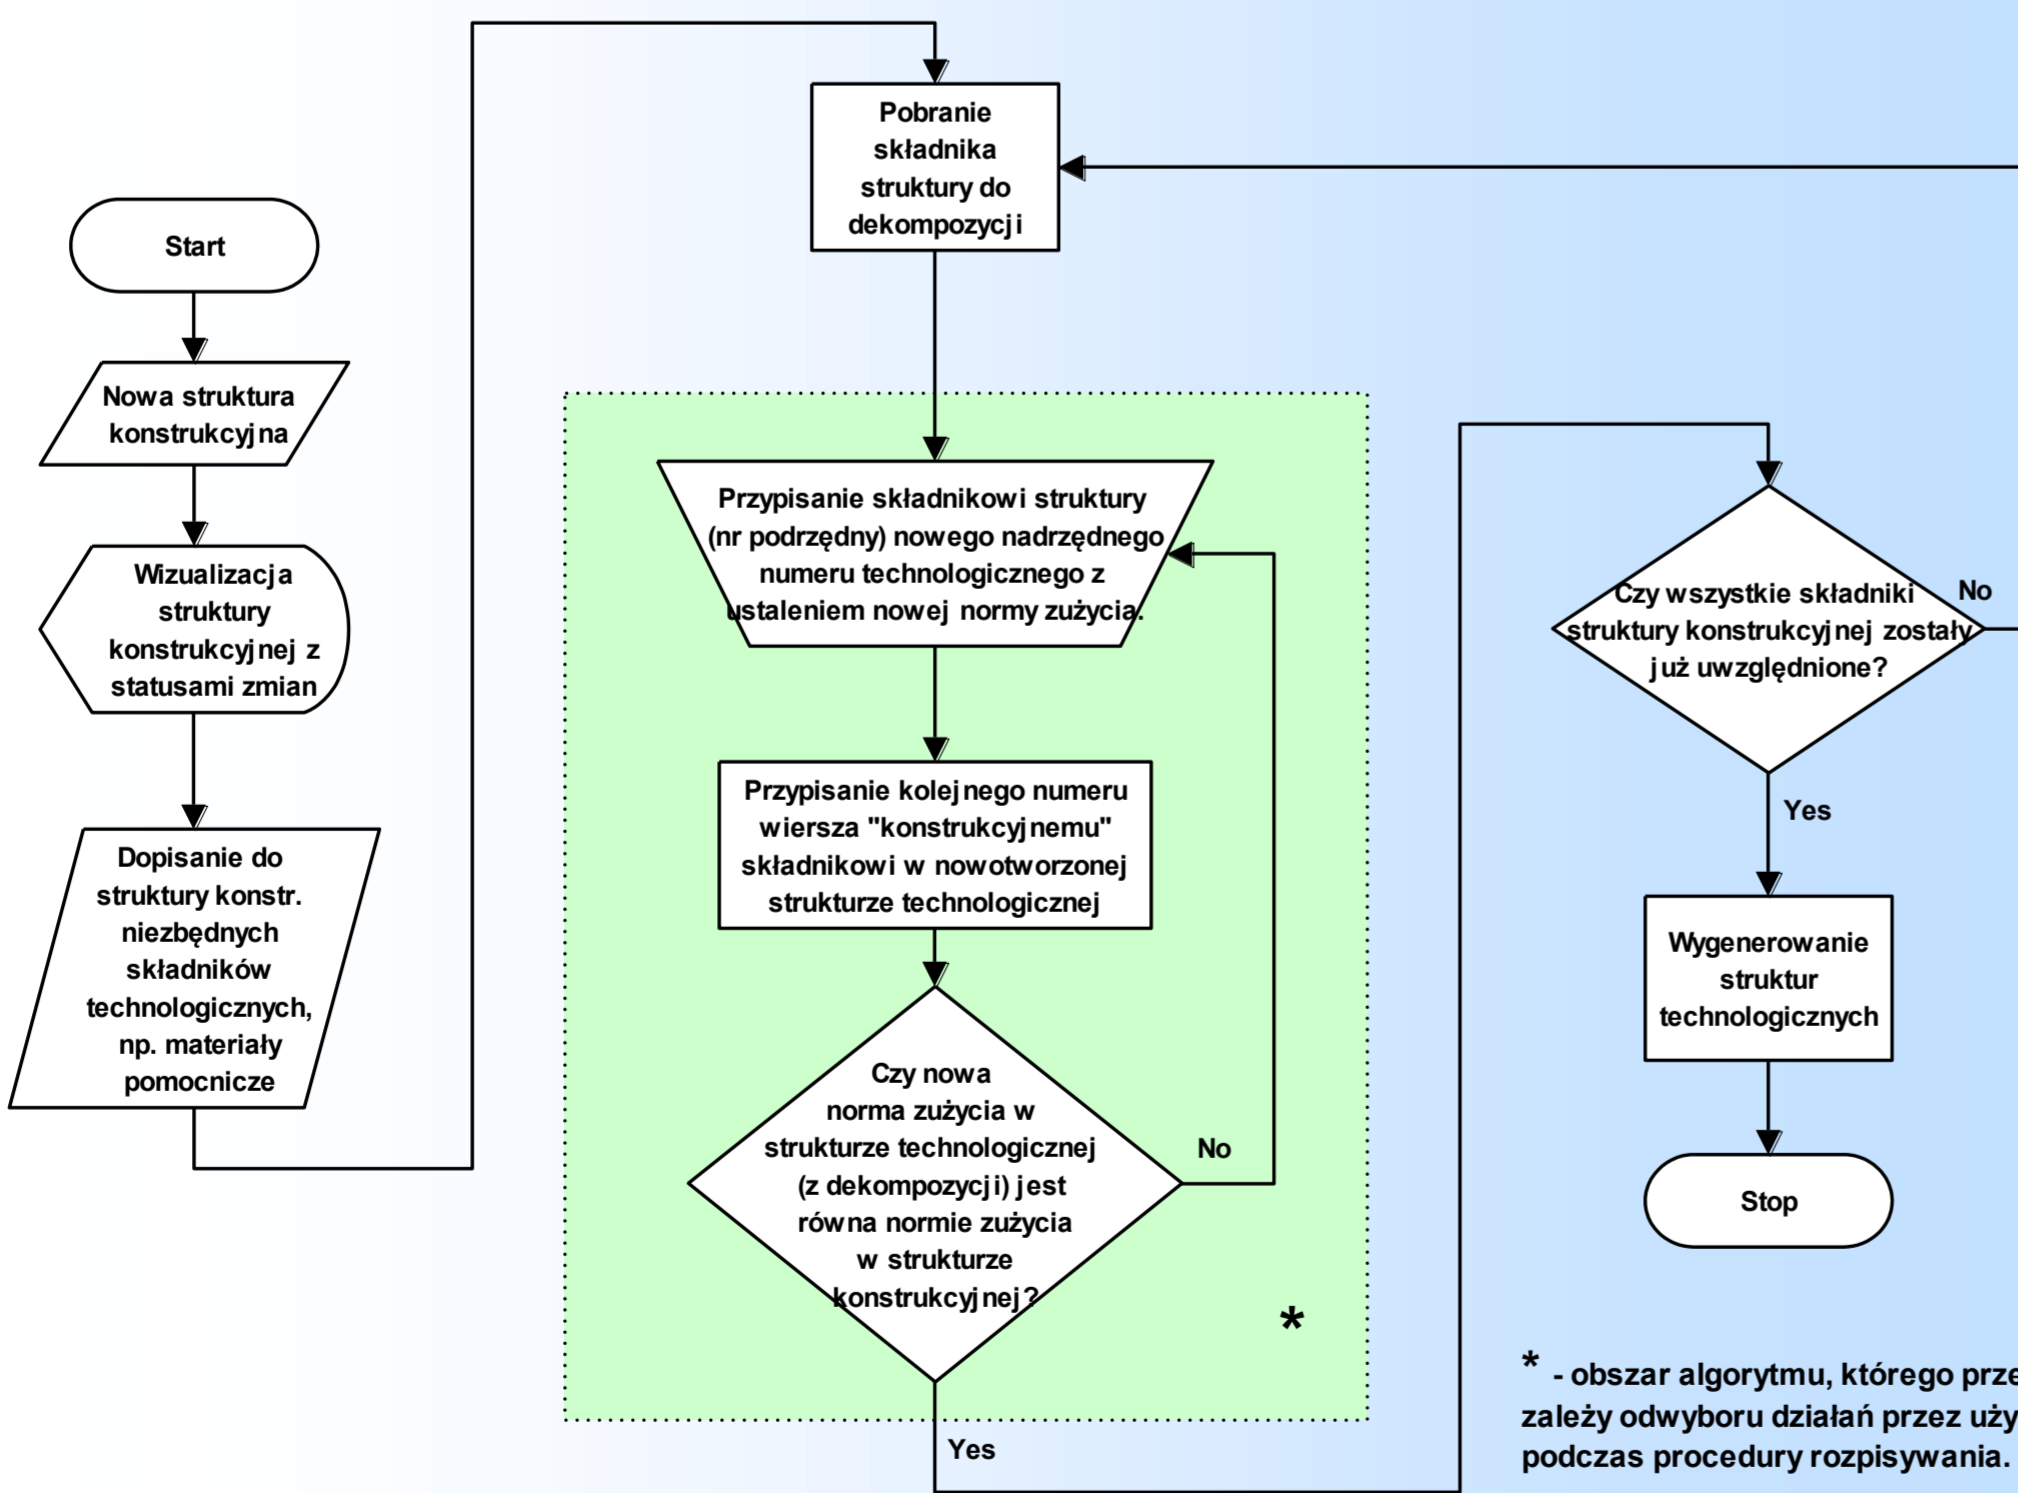 Start
Nowa struktura
konstrukcyjna
Wizualizacja
struktury
konstrukcyjnej z
statusami zmian
Dopisanie do
struktury konstr.
niezbędnych
składników
technologicznych,
np. materiały
pomocnicze
Pobranie
składnika
struktury do
dekompozycji
Przypisanie składnikowi struktury
(nr podrzędny) nowego nadrzędnego
numeru technologicznego z
ustaleniem nowej normy zużycia.
Przypisanie kolejnego numeru
wiersza "konstrukcyjnemu"
składnikowi w nowotworzonej
strukturze technologicznej
Czy nowa
norma zużycia w
strukturze technologicznej
(z dekompozycji) jest
równa normie zużycia
w strukturze
konstrukcyjnej?
No
*
Yes
Czy wszystkie składniki
struktury konstrukcyjnej zostały
już uwzględnione?
No
Yes
Wygenerowanie
struktur
technologicznych
Stop
* - obszar algorytmu, którego prze
zależy odwyboru działań przez uży
podczas procedury rozpisywania.